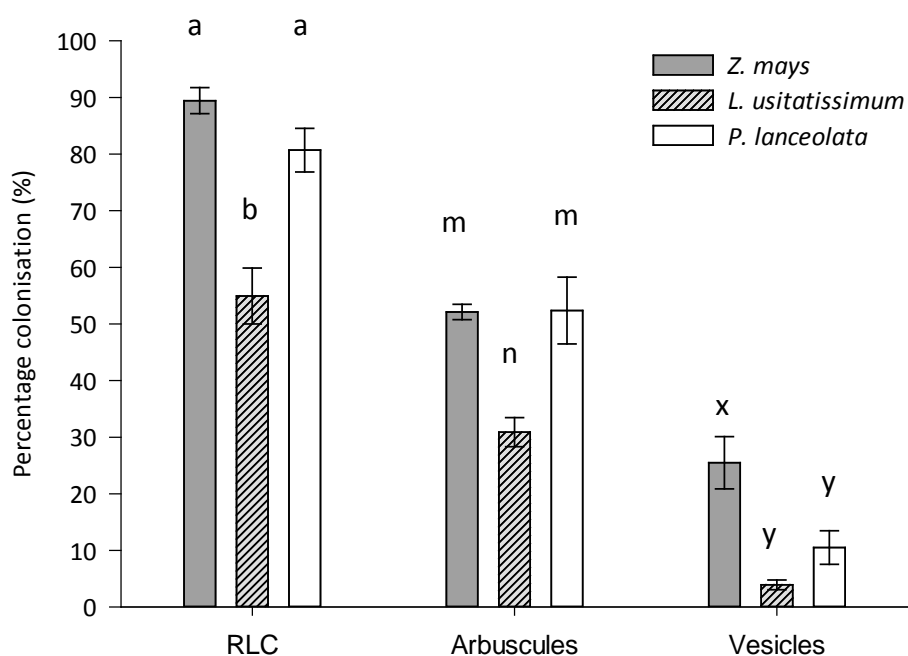 100
90
80
70
60
50
40
30
20
10
0
Percentage colonisation (%)
a
a
b
m
m
n
x
y
y
Z. mays
L. usitatissimum
P. lanceolata
RLC
Arbuscules
Vesicles